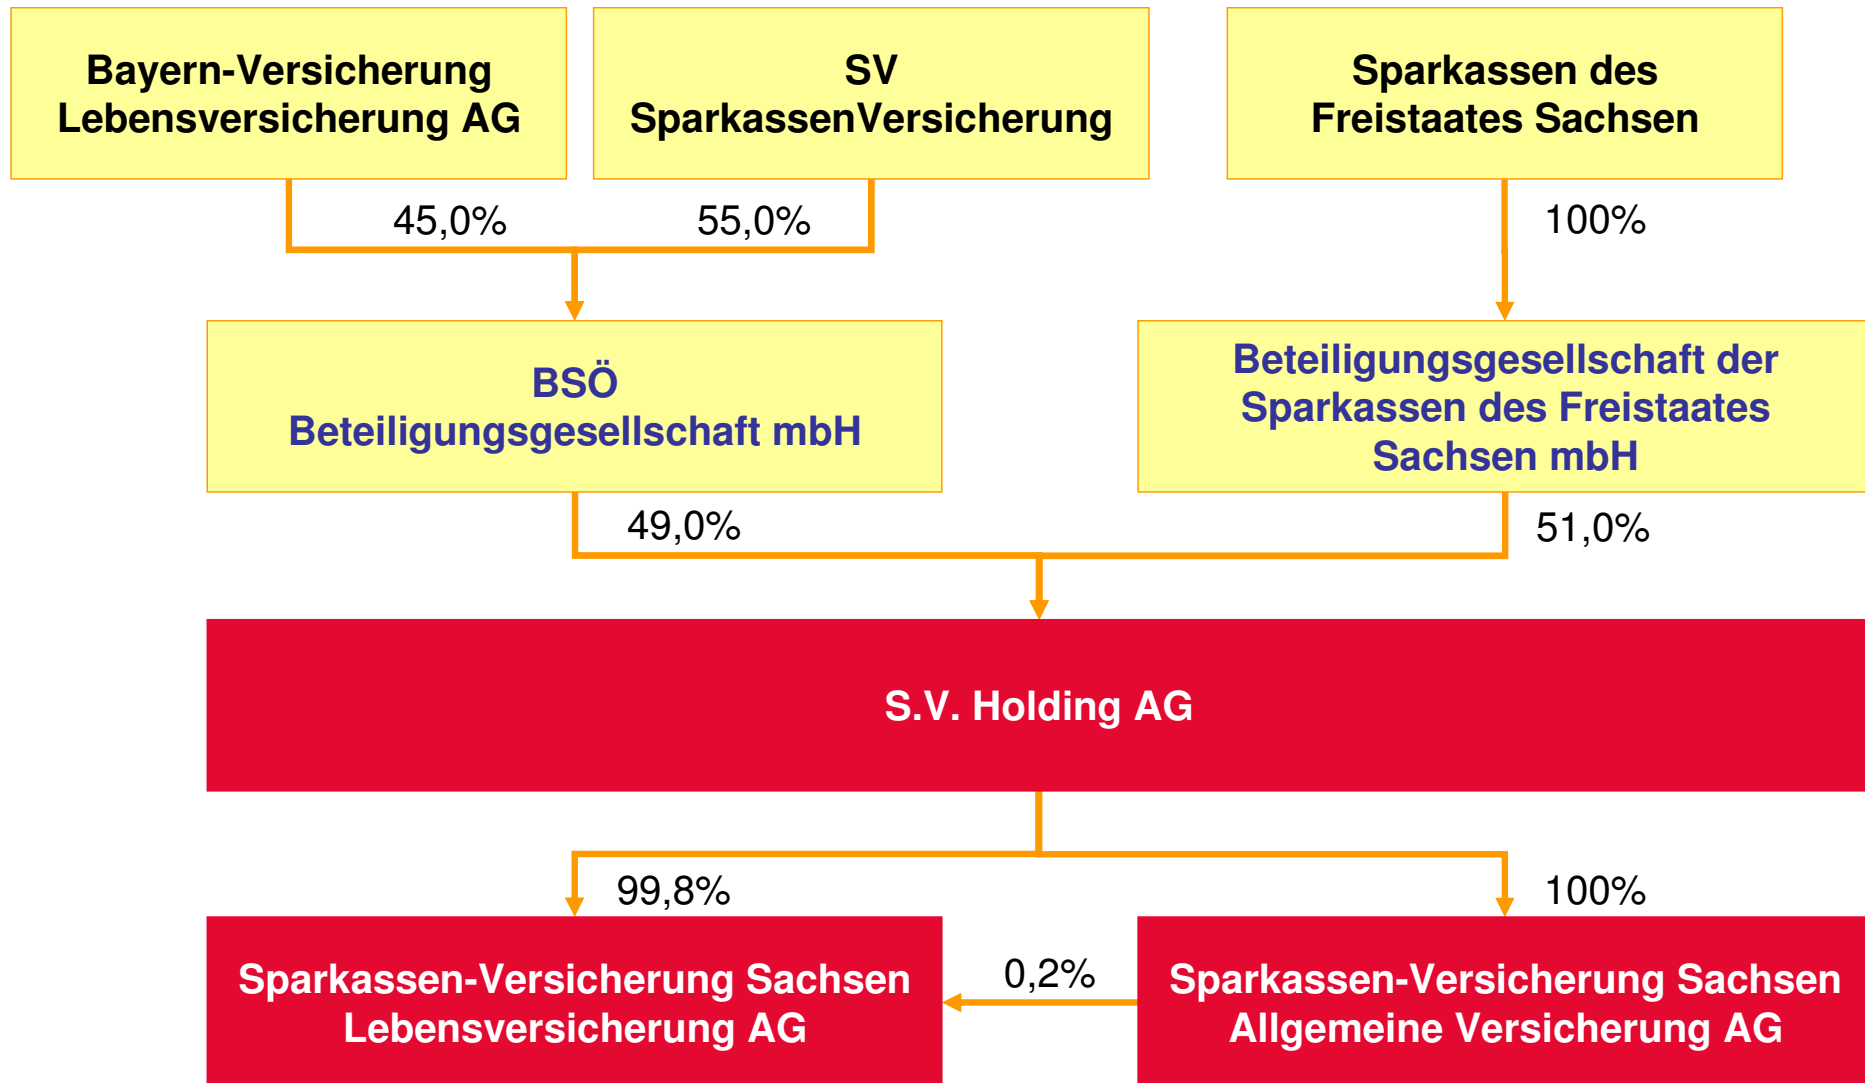 Bayern-Versicherung
Lebensversicherung AG
SV
SparkassenVersicherung
Sparkassen des
Freistaates Sachsen
45,0%
55,0%
100%
BSÖ
Beteiligungsgesellschaft mbH
Beteiligungsgesellschaft der
Sparkassen des Freistaates
Sachsen mbH
49,0%
51,0%
S.V. Holding AG
99,8%
100%
Sparkassen-Versicherung Sachsen
Lebensversicherung AG
0,2%
Sparkassen-Versicherung Sachsen
Allgemeine Versicherung AG